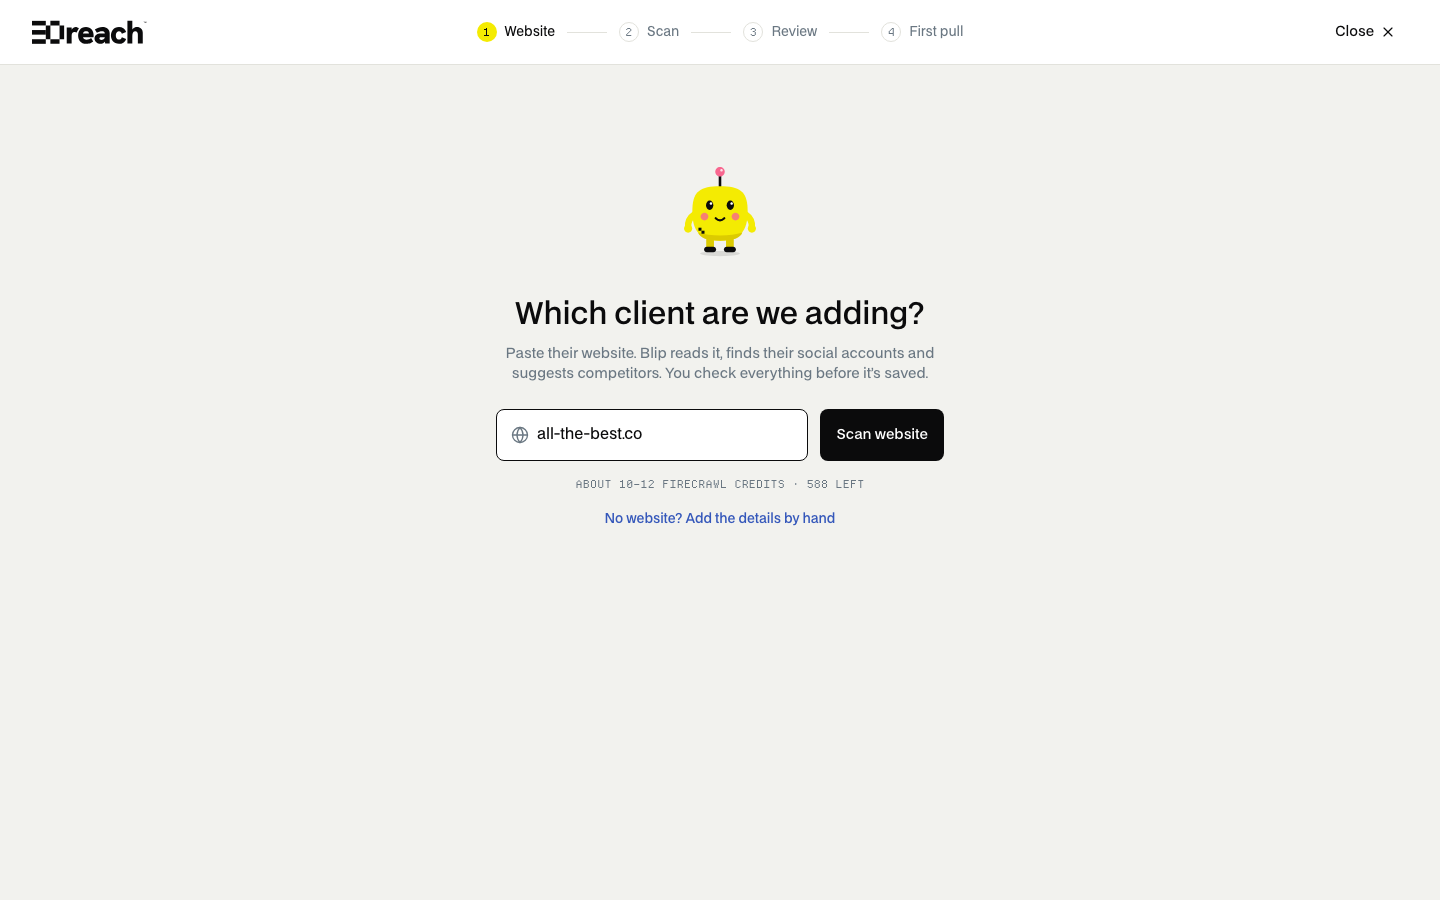 reach
1 Website
2 Scan
3 Review
4 First pull
Close
Which client are we adding?
Paste their website. Blip reads it, finds their social accounts and
suggests competitors. You check everything before it's saved.
all-the-best.co
Scan website
ABOUT 10–12 FIRECRAWL CREDITS · 588 LEFT
No website? Add the details by hand